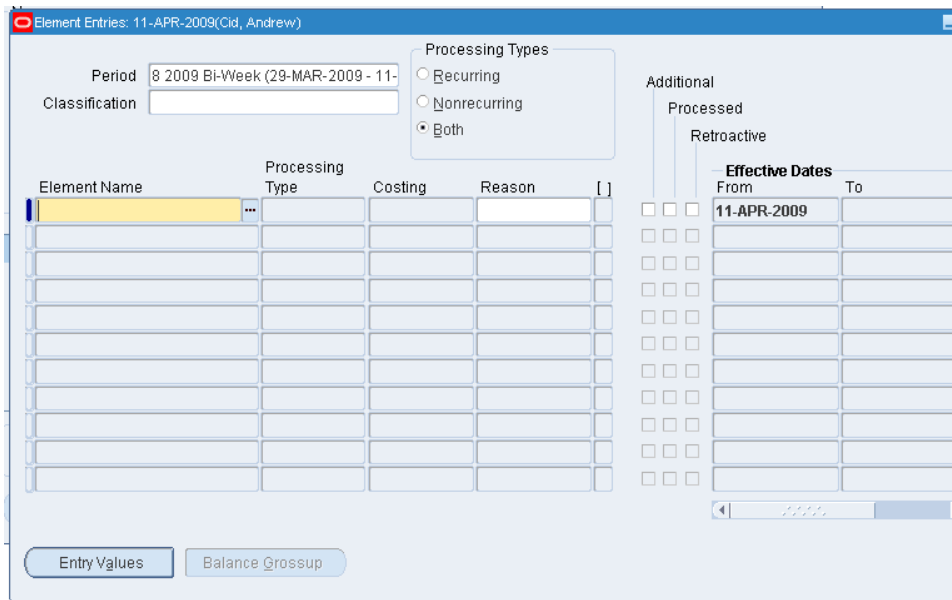 Element Entries: 11-APR-2009(Cid, Andrew)
Processing Types
Period 8 2009 Bi-Week (29-MAR-2009 - 11-
Recurring
Additional
Classification
Nonrecurring
Processed
Both
Retroactive
Processing
Effective Dates
Element Name Type Costing Reason [ ] From To
... 11-APR-2009
Entry Values Balance Grossup